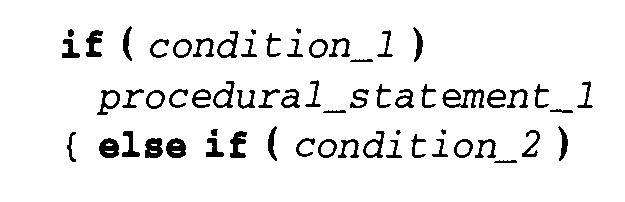 if ( condition_1 )
procedural_statement_1
{ else if ( condition_2 )